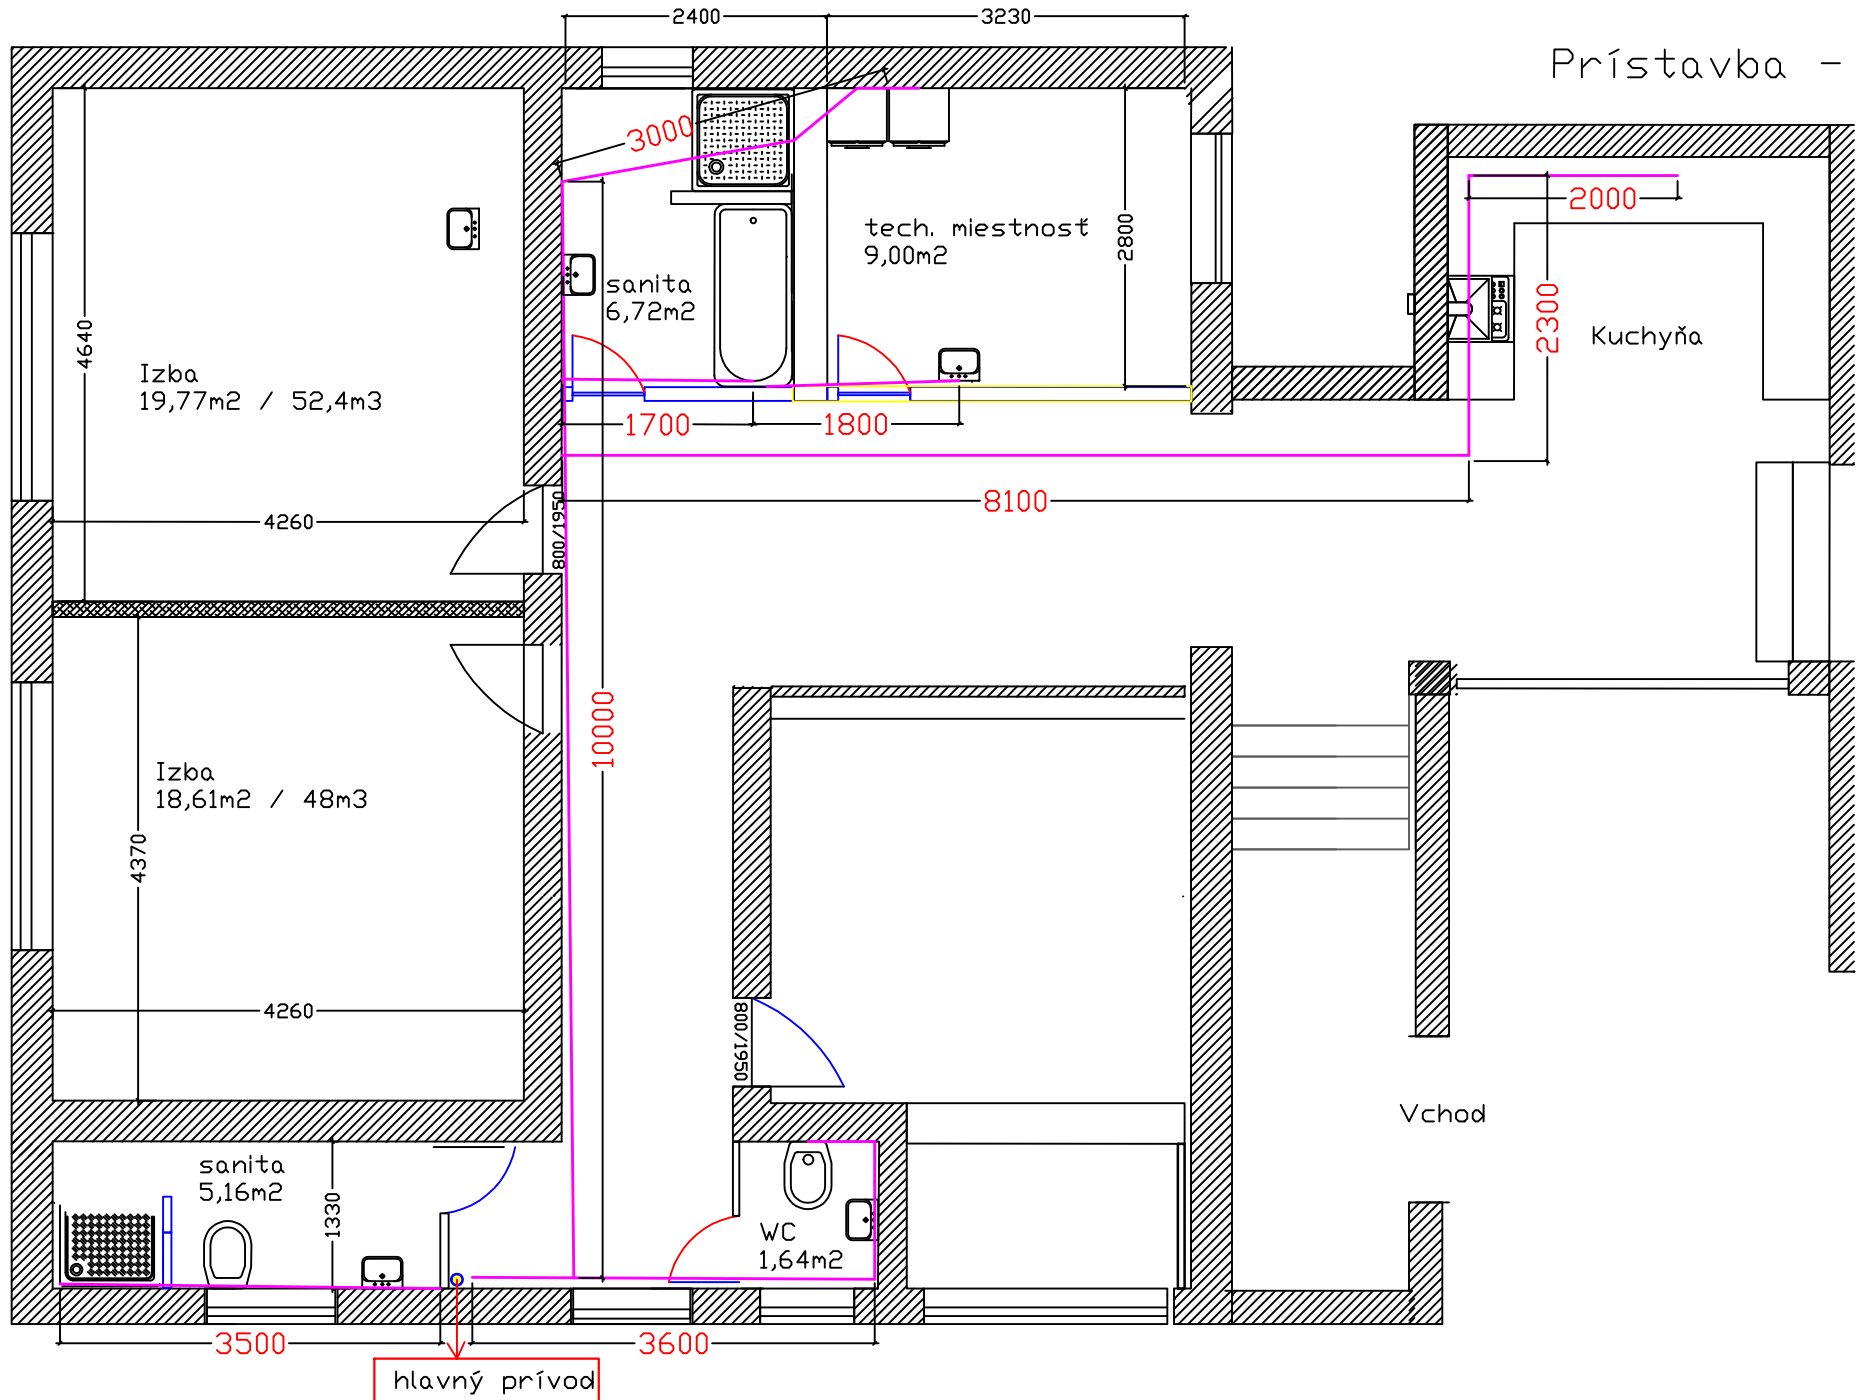 2400
3230
Prístavba -
3000
2000
tech. miestnosť
9,00m2
2800
sanita
6,72m2
2300
Kuchyňa
4640
Izba
19,77m2 / 52,4m3
1700
1800
8100
4260
800/1950
10000
Izba
18,61m2 / 48m3
4370
4260
800/1950
Vchod
sanita
5,16m2
1330
WC
1,64m2
3500
3600
hlavný prívod